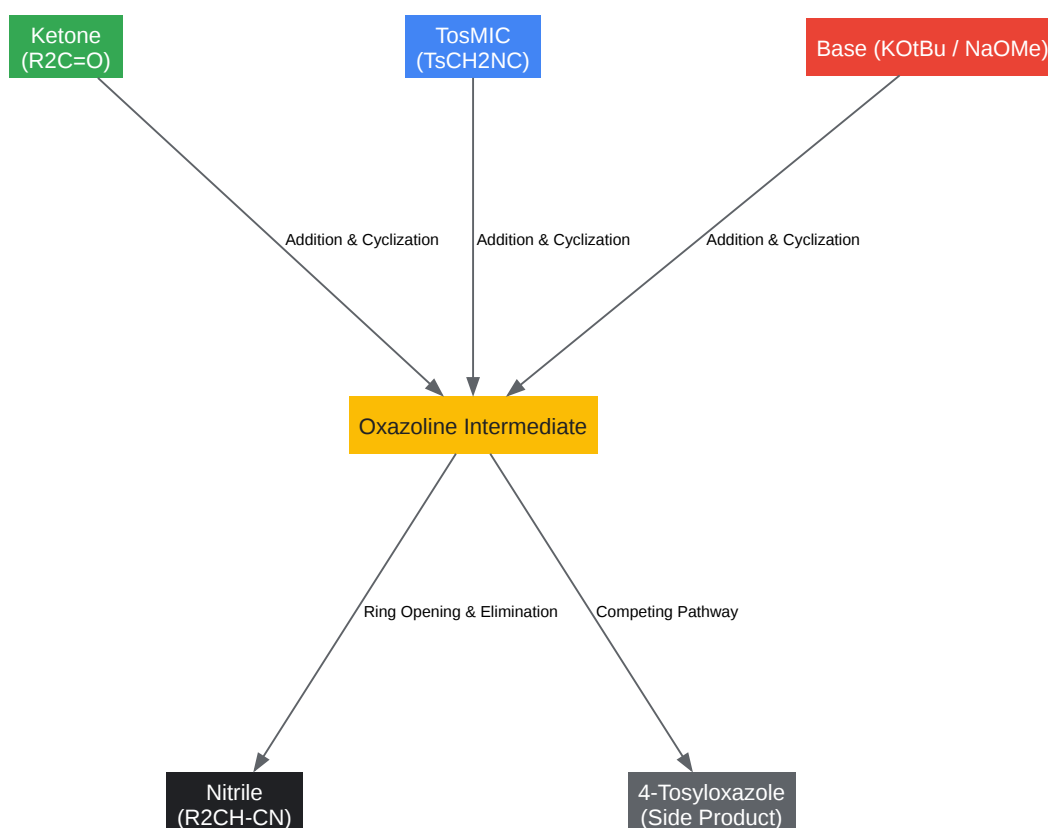 Ketone
(R2C=O)
TosMIC
(TsCH2NC)
Base (KOtBu / NaOMe)
Addition & Cyclization
Addition & Cyclization
Addition & Cyclization
Oxazoline Intermediate
Ring Opening & Elimination
Competing Pathway
Nitrile
(R2CH-CN)
4-Tosyloxazole
(Side Product)